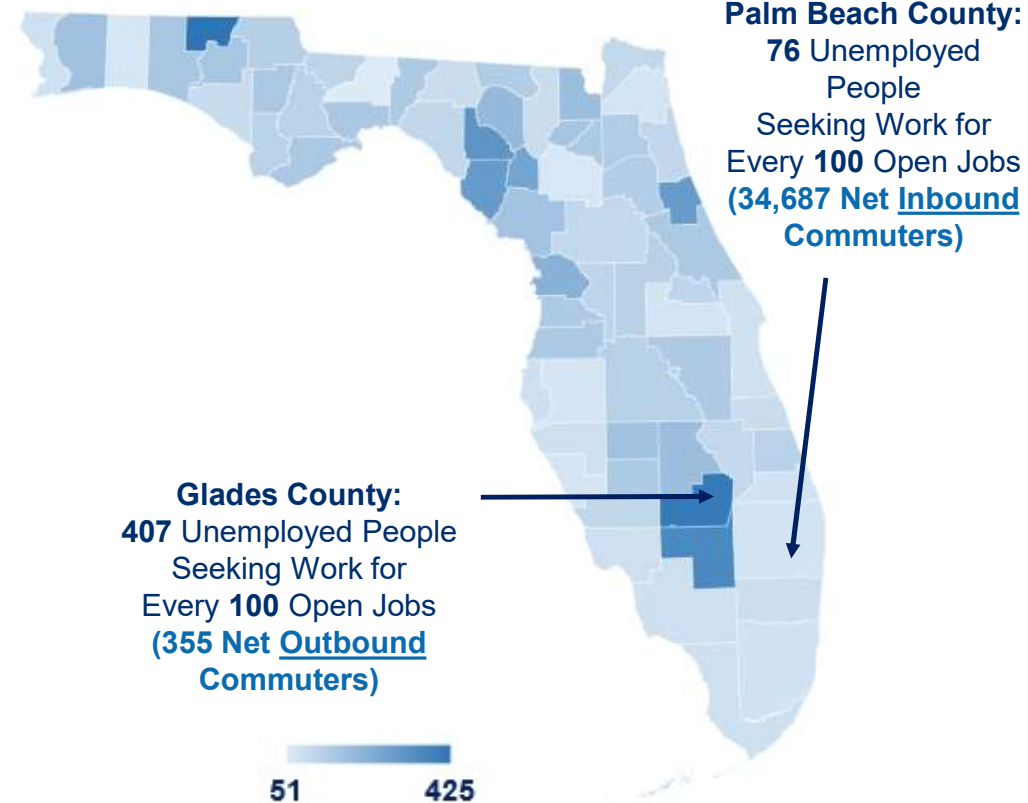 Palm Beach County:
76 Unemployed
People
Seeking Work for
Every 100 Open Jobs
(34,687 Net Inbound
Commuters)
Glades County:
407 Unemployed People
Seeking Work for
Every 100 Open Jobs
(355 Net Outbound
Commuters)
51 425